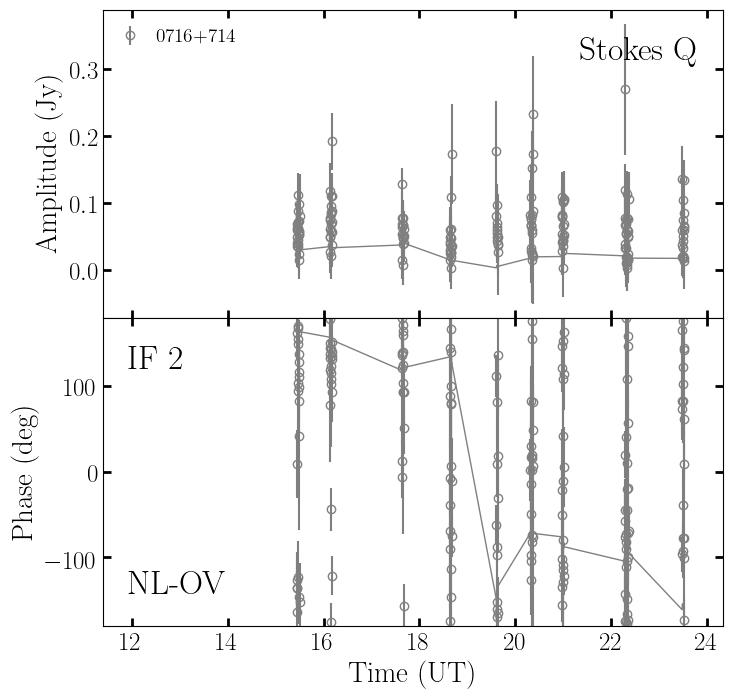 0716+714
Stokes Q
0.3
0.2
0.1
0.0
Amplitude (Jy)
IF 2
100
0
−100
Phase (deg)
NL-OV
12 14 16 18 20 22 24
Time (UT)